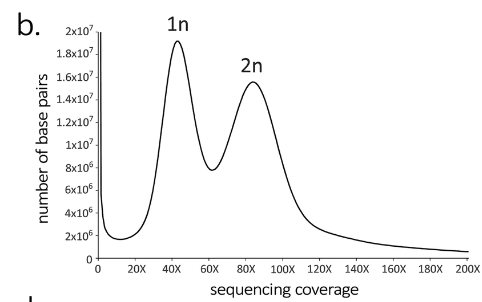 b.
1n
2n
number of base pairs
2x10⁷
1.8x10⁷
1.6x10⁷
1.4x10⁷
1.2x10⁷
1x10⁷
8x10⁶
6x10⁶
4x10⁶
2x10⁶
0
0 20X 40X 60X 80X 100X 120X 140X 160X 180X 200X
sequencing coverage